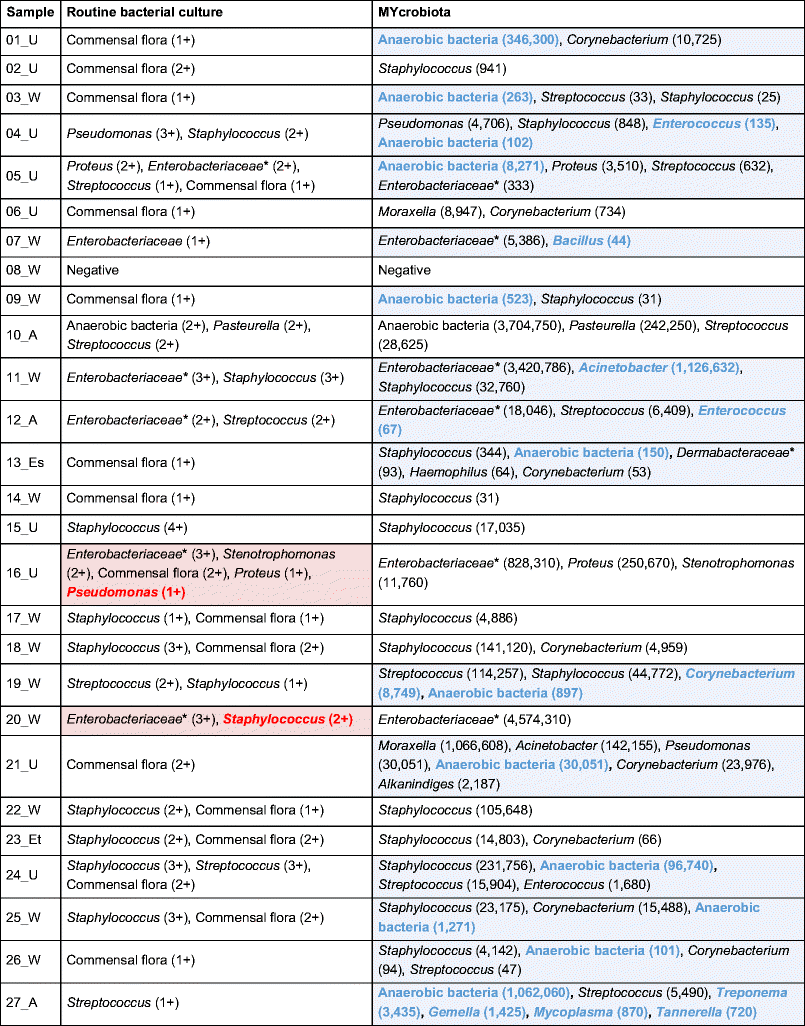 Sample Routine bacterial culture MYcrobiota
01_U Commensal flora (1+) Anaerobic bacteria (346,300), Corynebacterium (10,725)
02_U Commensal flora (2+) Staphylococcus (941)
03_W Commensal flora (1+) Anaerobic bacteria (263), Streptococcus (33), Staphylococcus (25)
04_U Pseudomonas (3+), Staphylococcus (2+) Pseudomonas (4,706), Staphylococcus (848), Enterococcus (135),
Anaerobic bacteria (102)
05_U Proteus (2+), Enterobacteriaceae* (2+), Anaerobic bacteria (8,271), Proteus (3,510), Streptococcus (632),
Streptococcus (1+), Commensal flora (1+) Enterobacteriaceae* (333)
06_U Commensal flora (1+) Moraxella (8,947), Corynebacterium (734)
07_W Enterobacteriaceae (1+) Enterobacteriaceae* (5,386), Bacillus (44)
08_W Negative Negative
09_W Commensal flora (1+) Anaerobic bacteria (523), Staphylococcus (31)
10_A Anaerobic bacteria (2+), Pasteurella (2+), Anaerobic bacteria (3,704,750), Pasteurella (242,250), Streptococcus
Streptococcus (2+) (28,625)
11_W Enterobacteriaceae* (3+), Staphylococcus (3+) Enterobacteriaceae* (3,420,786), Acinetobacter (1,126,632),
Staphylococcus (32,760)
12_A Enterobacteriaceae* (2+), Streptococcus (2+) Enterobacteriaceae* (18,046), Streptococcus (6,409), Enterococcus
(67)
13_Es Commensal flora (1+) Staphylococcus (344), Anaerobic bacteria (150), Dermabacteraceae*
(93), Haemophilus (64), Corynebacterium (53)
14_W Commensal flora (1+) Staphylococcus (31)
15_U Staphylococcus (4+) Staphylococcus (17,035)
16_U Enterobacteriaceae* (3+), Stenotrophomonas
(2+), Commensal flora (2+), Proteus (1+), Enterobacteriaceae* (828,310), Proteus (250,670), Stenotrophomonas
Pseudomonas (1+) (11,760)
17_W Staphylococcus (1+), Commensal flora (1+) Staphylococcus (4,886)
18_W Staphylococcus (3+), Commensal flora (2+) Staphylococcus (141,120), Corynebacterium (4,959)
19_W Streptococcus (2+), Staphylococcus (1+) Streptococcus (114,257), Staphylococcus (44,772), Corynebacterium
(8,749), Anaerobic bacteria (897)
20_W Enterobacteriaceae* (3+), Staphylococcus (2+) Enterobacteriaceae* (4,574,310)
21_U Commensal flora (2+) Moraxella (1,066,608), Acinetobacter (142,155), Pseudomonas
(30,051), Anaerobic bacteria (30,051), Corynebacterium (23,976),
Alkanindiges (2,187)
22_W Staphylococcus (2+), Commensal flora (1+) Staphylococcus (105,648)
23_Et Staphylococcus (2+), Commensal flora (2+) Staphylococcus (14,803), Corynebacterium (66)
24_U Staphylococcus (3+), Streptococcus (3+), Staphylococcus (231,756), Anaerobic bacteria (96,740),
Commensal flora (2+) Streptococcus (15,904), Enterococcus (1,680)
25_W Staphylococcus (3+), Commensal flora (2+) Staphylococcus (23,175), Corynebacterium (15,488), Anaerobic
bacteria (1,271)
26_W Commensal flora (1+) Staphylococcus (4,142), Anaerobic bacteria (101), Corynebacterium
(94), Streptococcus (47)
27_A Streptococcus (1+) Anaerobic bacteria (1,062,060), Streptococcus (5,490), Treponema
(3,435), Gemella (1,425), Mycoplasma (870), Tannerella (720)